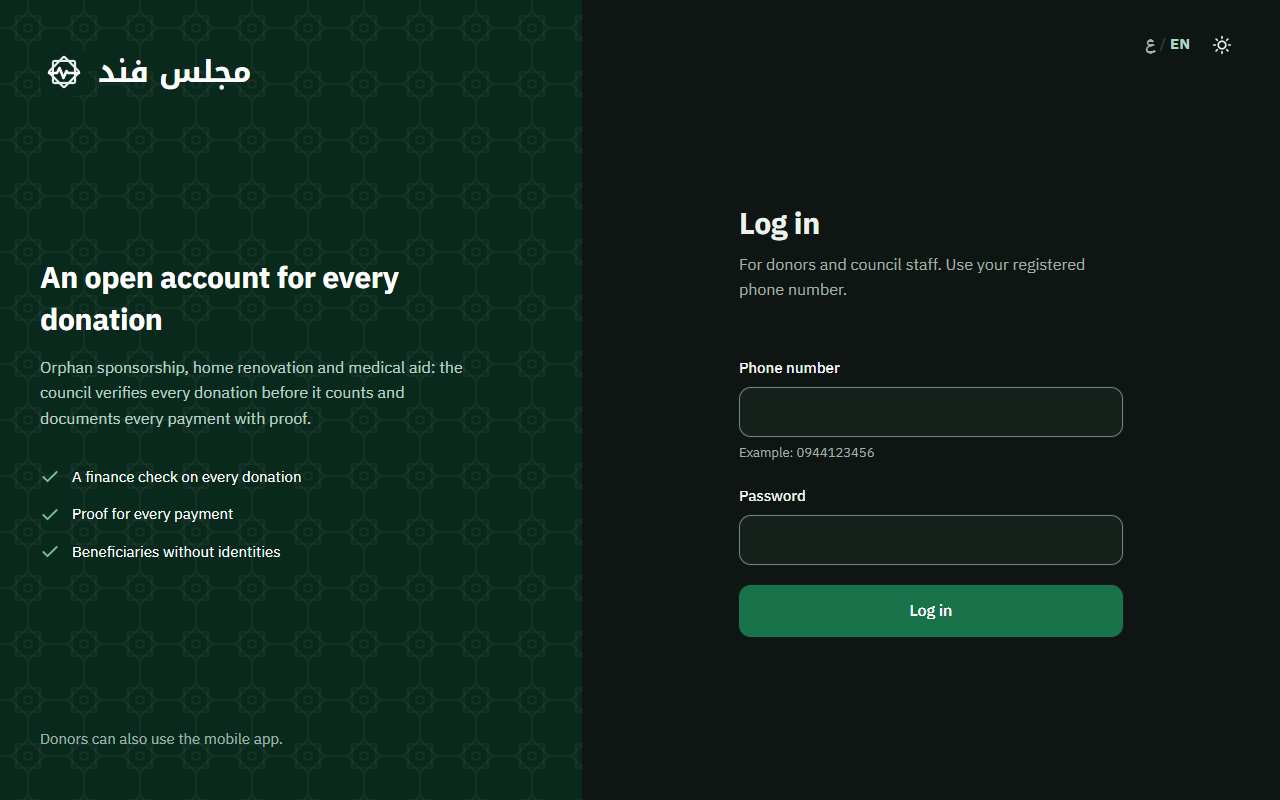 مجلس فند
ع / EN
An open account for every
donation
Orphan sponsorship, home renovation and medical aid: the
council verifies every donation before it counts and
documents every payment with proof.
A finance check on every donation
Proof for every payment
Beneficiaries without identities
Donors can also use the mobile app.
Log in
For donors and council staff. Use your registered
phone number.
Phone number
Example: 0944123456
Password
Log in